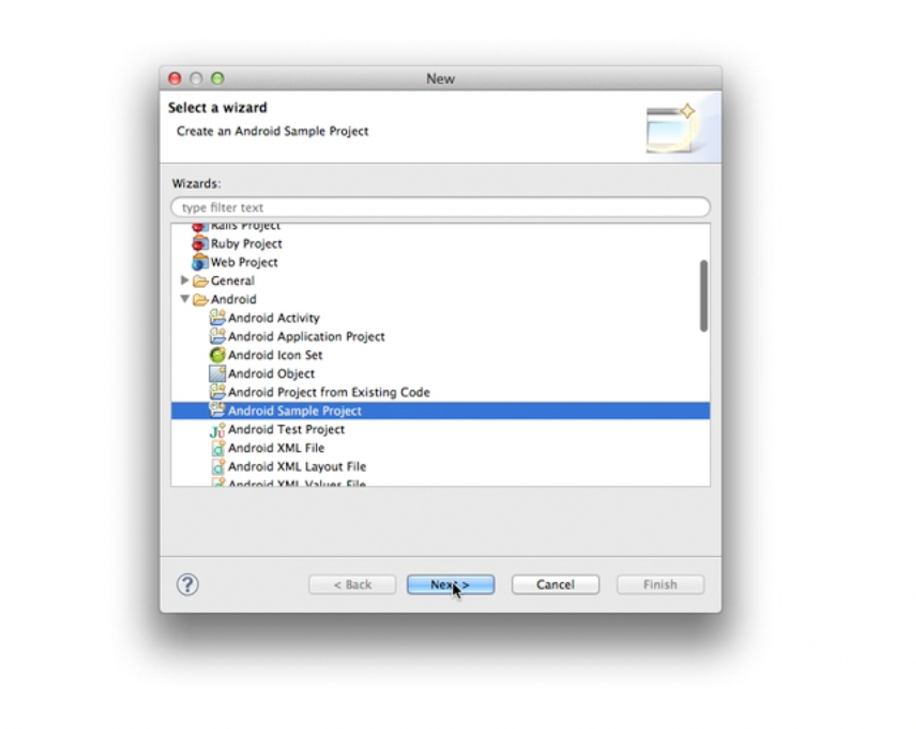 New
Select a wizard
Create an Android Sample Project
Wizards:
type filter text
Rails Project
Ruby Project
Web Project
General
Android
Android Activity
Android Application Project
Android Icon Set
Android Object
Android Project from Existing Code
Android Sample Project
Android Test Project
Android XML File
Android XML Layout File
Android XML Values File
? < Back Next > Cancel Finish